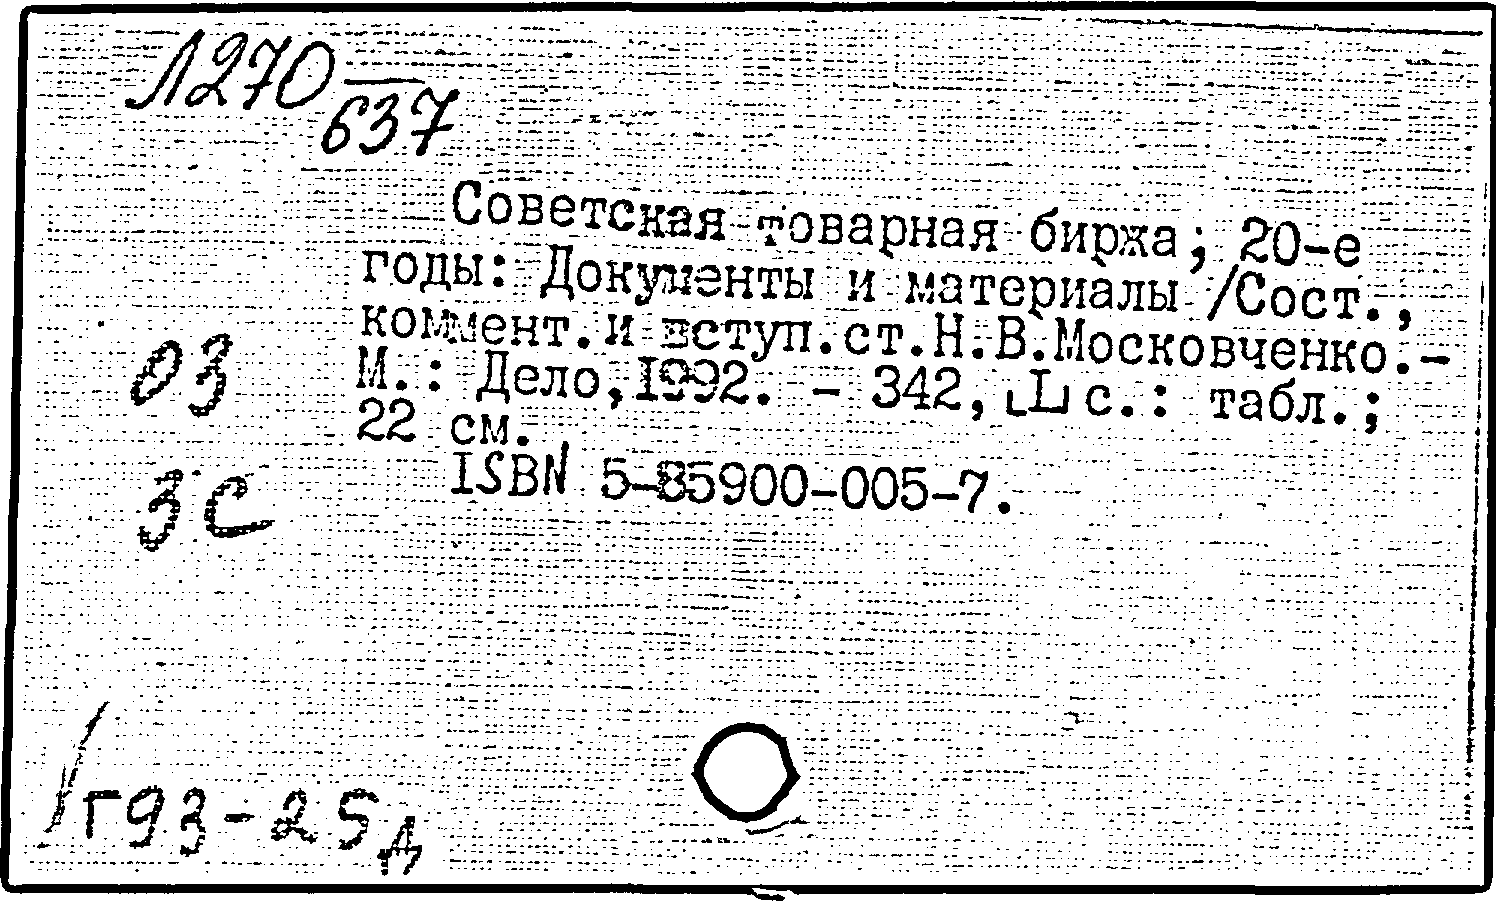 Л270
637
Советская товарная биржа; 20-е
годы: Документы и материалы /Сост.,
коммент.и вступ.ст.Н.В.Московченко.-
М.: Дело,1992. - 342, [1] с.: табл.;
22 см.
ISBN 5-85900-005-7.
03
3С
Г93-25д